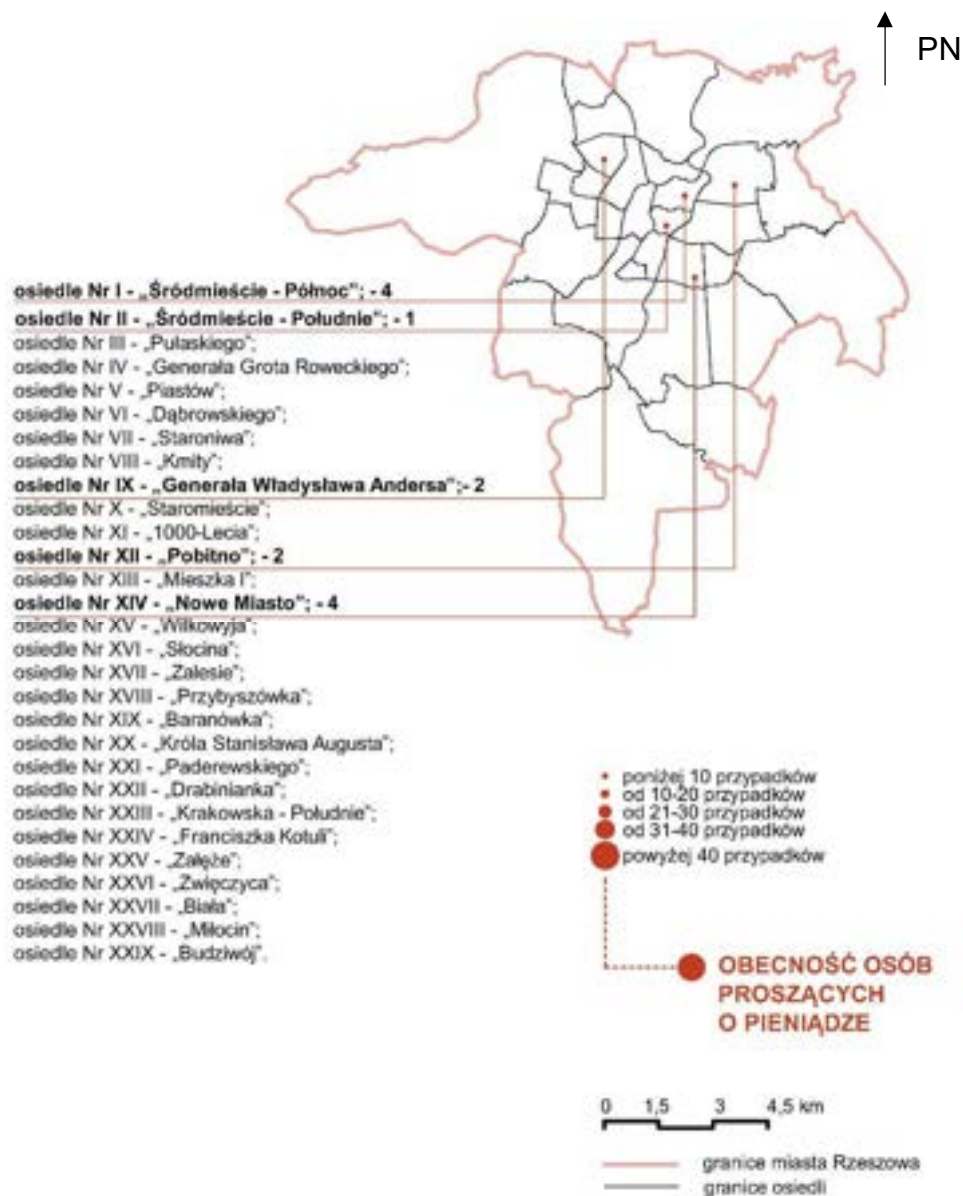 PN
osiedle Nr I - „Śródmieście - Północ”; - 4
osiedle Nr II - „Śródmieście - Południe”; - 1
osiedle Nr III - „Pułaskiego”;
osiedle Nr IV - „Generała Grota Roweckiego”;
osiedle Nr V - „Piastów”;
osiedle Nr VI - „Dąbrowskiego”;
osiedle Nr VII - „Staroniwa”;
osiedle Nr VIII - „Kmity”;
osiedle Nr IX - „Generała Władysława Andersa”;- 2
osiedle Nr X - „Staromieście”;
osiedle Nr XI - „1000-Lecia”;
osiedle Nr XII - „Pobitno”; - 2
osiedle Nr XIII - „Mieszka I”;
osiedle Nr XIV - „Nowe Miasto”; - 4
osiedle Nr XV - „Wilkowyja”;
osiedle Nr XVI - „Słocina”;
osiedle Nr XVII - „Zalesie”;
osiedle Nr XVIII - „Przybyszówka”;
osiedle Nr XIX - „Baranówka”;
osiedle Nr XX - „Króla Stanisława Augusta”;
osiedle Nr XXI - „Paderewskiego”;
osiedle Nr XXII - „Drabinianka”;
osiedle Nr XXIII - „Krakowska - Południe”;
osiedle Nr XXIV - „Franciszka Kotuli”;
osiedle Nr XXV - „Załęże”;
osiedle Nr XXVI - „Zwięczyca”;
osiedle Nr XXVII - „Biała”;
osiedle Nr XXVIII - „Miłocin”;
osiedle Nr XXIX - „Budziwój”.
poniżej 10 przypadków
od 10-20 przypadków
od 21-30 przypadków
od 31-40 przypadków
powyżej 40 przypadków
OBECNOŚĆ OSÓB
PROSZĄCYCH
O PIENIĄDZE
0 1,5 3 4,5 km
granice miasta Rzeszowa
granice osiedli